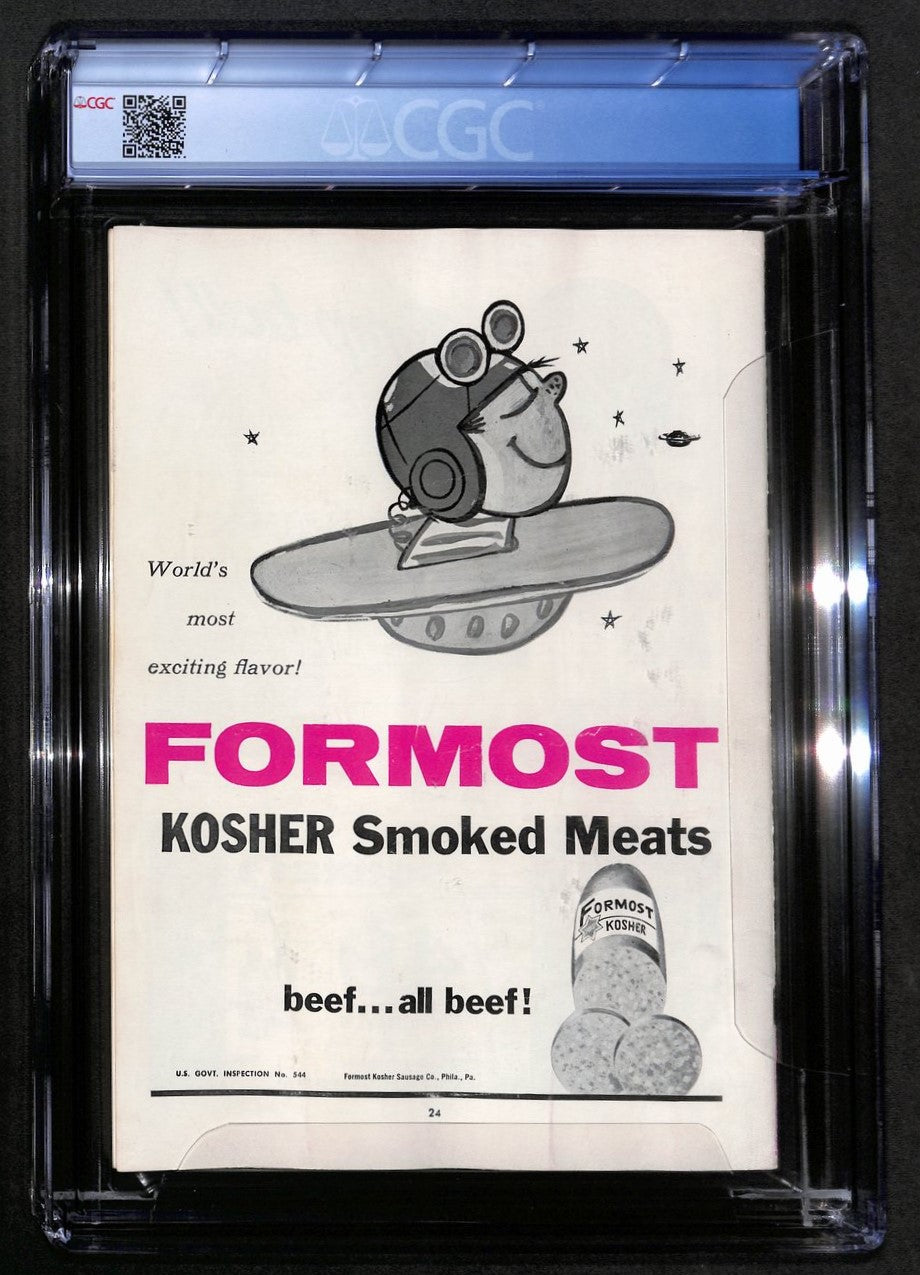 CGC
CGC
World's
most
exciting flavor!
FORMOST
KOSHER Smoked Meats
FORMOST
KOSHER
beef...all beef!
U.S. GOVT. INSPECTION No. 544
Formost Kosher Sausage Co., Phila., Pa.
24